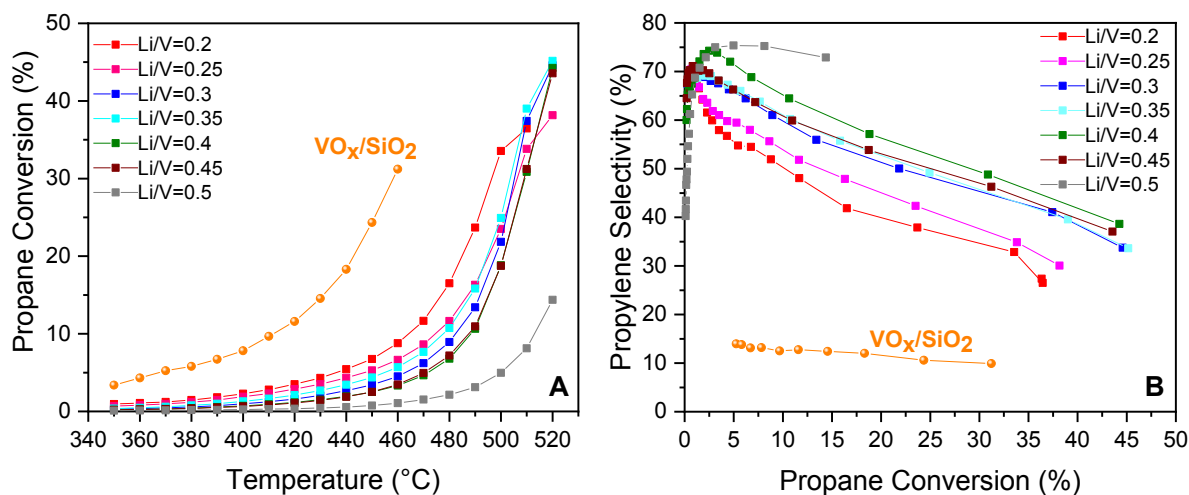 50
40
30
20
10
0
Propane Conversion (%)
Li/V=0.2
Li/V=0.25
Li/V=0.3
Li/V=0.35
Li/V=0.4
Li/V=0.45
Li/V=0.5
VOx/SiO2
A
340 360 380 400 420 440 460 480 500 520
Temperature (°C)
80
70
60
50
40
30
20
10
0
Propylene Selectivity (%)
Li/V=0.2
Li/V=0.25
Li/V=0.3
Li/V=0.35
Li/V=0.4
Li/V=0.45
Li/V=0.5
VOx/SiO2
B
0 5 10 15 20 25 30 35 40 45 50
Propane Conversion (%)